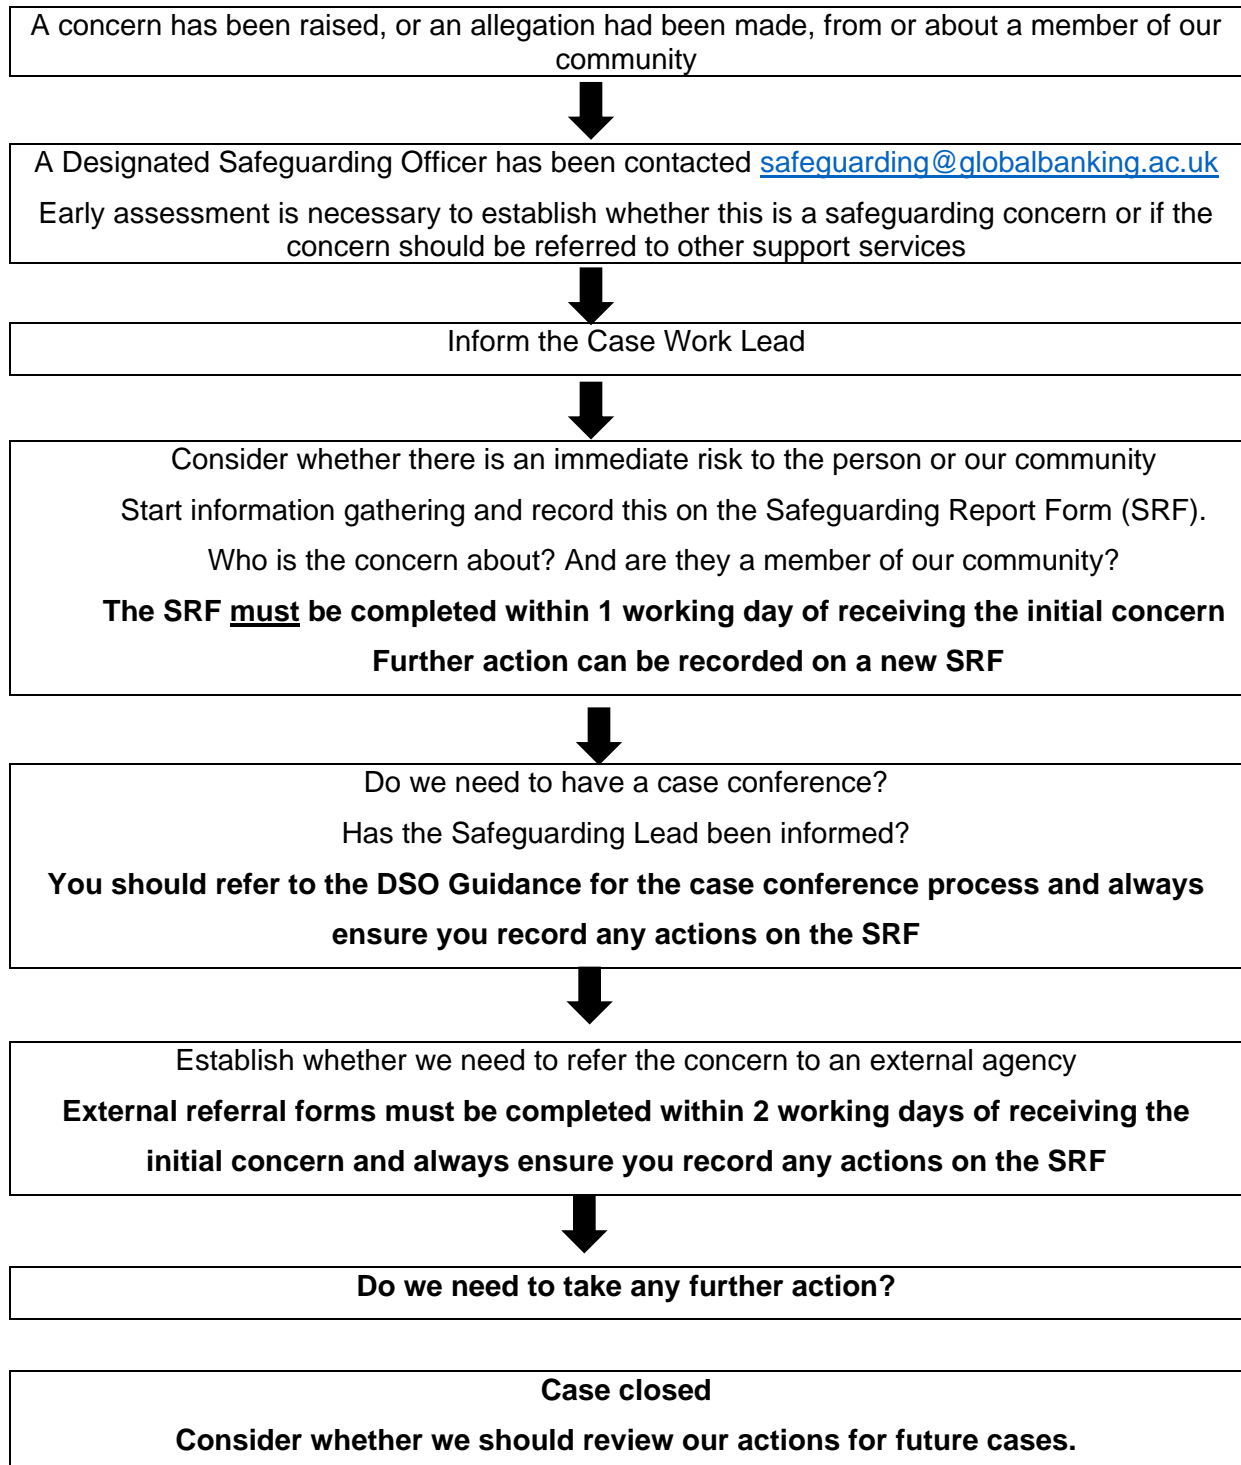 A concern has been raised, or an allegation had been made, from or about a member of our
community
A Designated Safeguarding Officer has been contacted safeguarding@globalbanking.ac.uk
Early assessment is necessary to establish whether this is a safeguarding concern or if the
concern should be referred to other support services
Inform the Case Work Lead
Consider whether there is an immediate risk to the person or our community
Start information gathering and record this on the Safeguarding Report Form (SRF).
Who is the concern about? And are they a member of our community?
The SRF must be completed within 1 working day of receiving the initial concern
Further action can be recorded on a new SRF
Do we need to have a case conference?
Has the Safeguarding Lead been informed?
You should refer to the DSO Guidance for the case conference process and always
ensure you record any actions on the SRF
Establish whether we need to refer the concern to an external agency
External referral forms must be completed within 2 working days of receiving the
initial concern and always ensure you record any actions on the SRF
Do we need to take any further action?
Case closed
Consider whether we should review our actions for future cases.